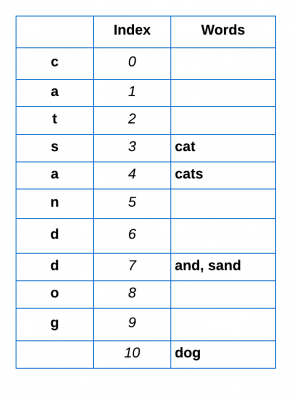 Index Words
c 0
a 1
t 2
s 3 cat
a 4 cats
n 5
d 6
d 7 and, sand
o 8
g 9
10 dog